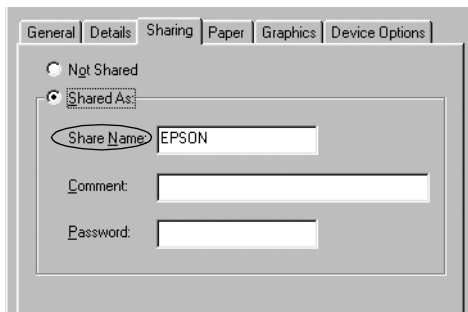 General Details Sharing Paper Graphics Device Options
Not Shared
Shared As:
Share Name: EPSON
Comment:
Password: